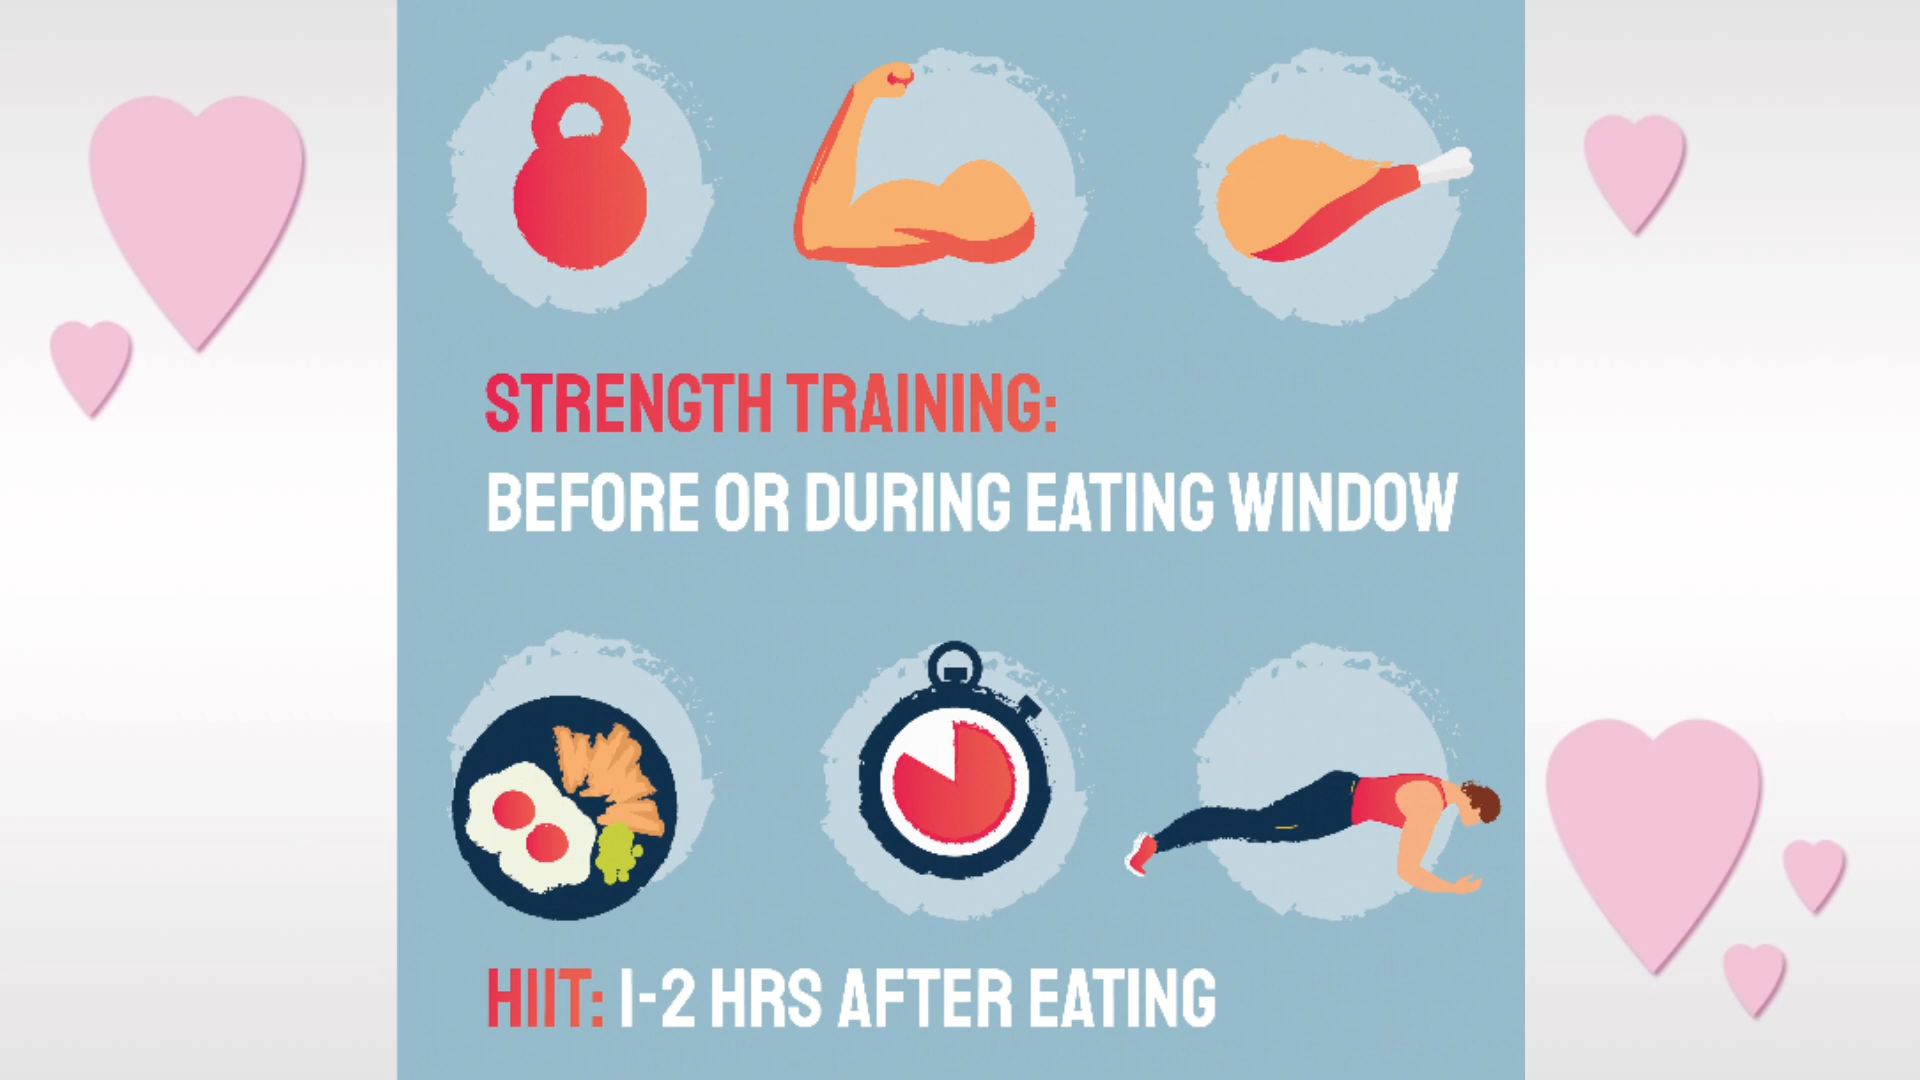 STRENGTH TRAINING:
BEFORE OR DURING EATING WINDOW
HIIT: 1-2 HRS AFTER EATING